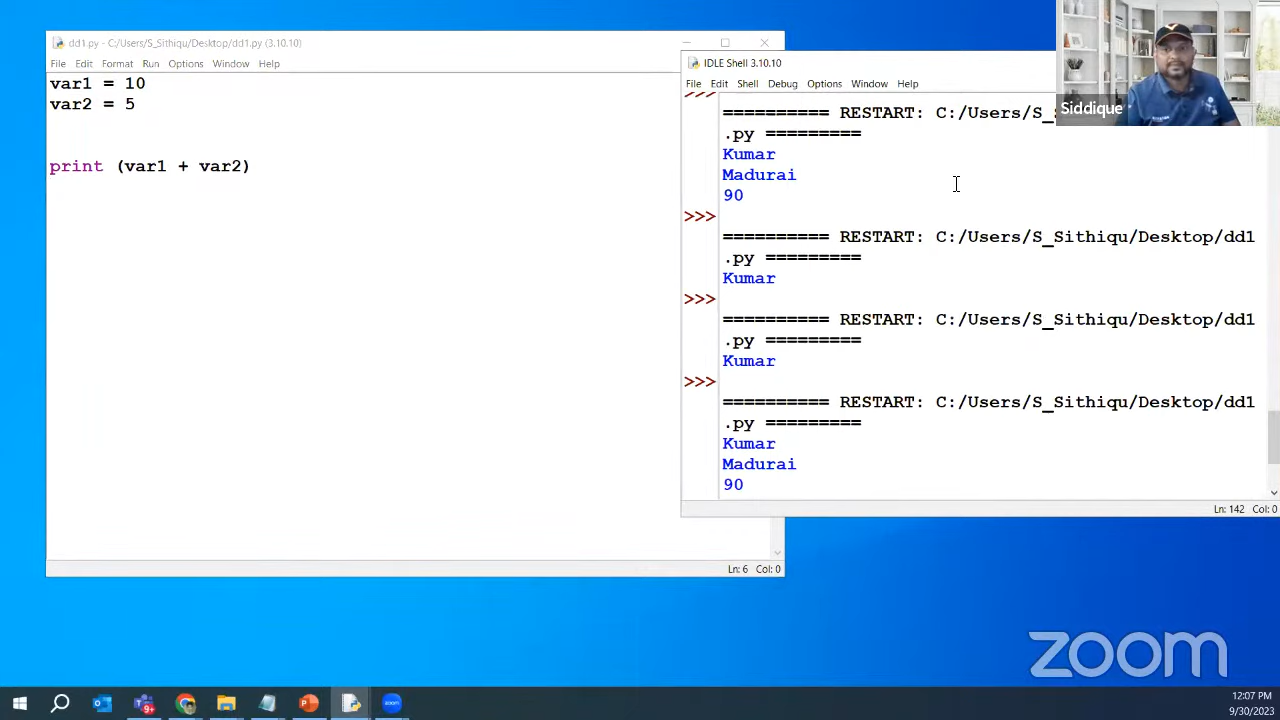 dd1.py - C:/Users/S_Sithiqu/Desktop/dd1.py (3.10.10)
File Edit Format Run Options Window Help
var1 = 10
var2 = 5
print (var1 + var2)
IDLE Shell 3.10.10
File Edit Shell Debug Options Window Help
>>>
========== RESTART: C:/Users/S_
.py =========
Kumar
Madurai
90
>>>
========== RESTART: C:/Users/S_Sithiqu/Desktop/dd1
.py =========
Kumar
>>>
========== RESTART: C:/Users/S_Sithiqu/Desktop/dd1
.py =========
Kumar
>>>
========== RESTART: C:/Users/S_Sithiqu/Desktop/dd1
.py =========
Kumar
Madurai
90
Ln: 142 Col: 0
Ln: 6 Col: 0
Siddique
zoom
zoom
12:07 PM
9/30/2023